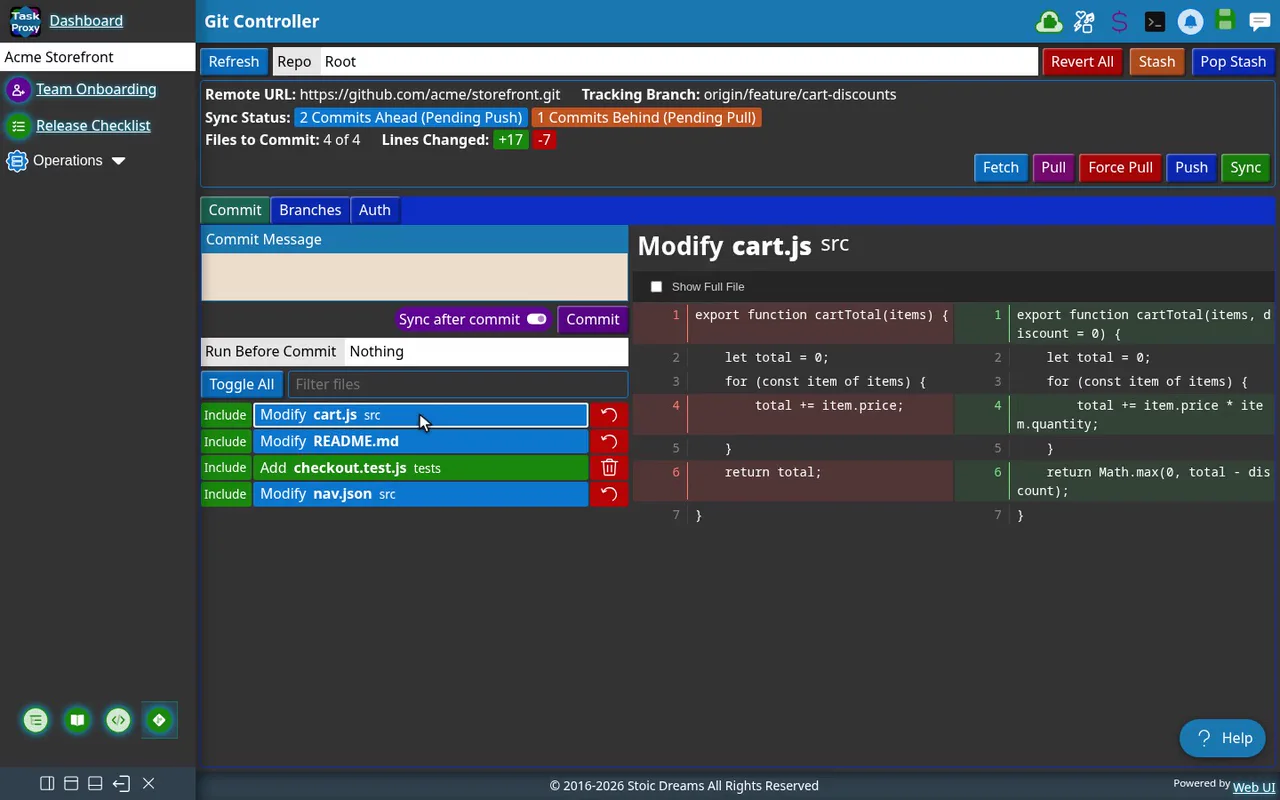 Task Proxy
Dashboard
Git Controller
Acme Storefront
Team Onboarding
Release Checklist
Operations
Refresh
Repo Root
Revert All
Stash
Pop Stash
Remote URL: https://github.com/acme/storefront.git Tracking Branch: origin/feature/cart-discounts
Sync Status: 2 Commits Ahead (Pending Push) 1 Commits Behind (Pending Pull)
Files to Commit: 4 of 4 Lines Changed: +17 -7
Fetch
Pull
Force Pull
Push
Sync
Commit
Branches
Auth
Commit Message
Sync after commit
Commit
Run Before Commit Nothing
Toggle All
Filter files
Include Modify cart.js src
Include Modify README.md
Include Add checkout.test.js tests
Include Modify nav.json src
Modify cart.js src
Show Full File
1 export function cartTotal(items) {
2 let total = 0;
3 for (const item of items) {
4 total += item.price;
5 }
6 return total;
7 }
1 export function cartTotal(items, d
iscount = 0) {
2 let total = 0;
3 for (const item of items) {
4 total += item.price * ite
m.quantity;
5 }
6 return Math.max(0, total - dis
count);
7 }
? Help
© 2016-2026 Stoic Dreams All Rights Reserved
Powered by Web UI